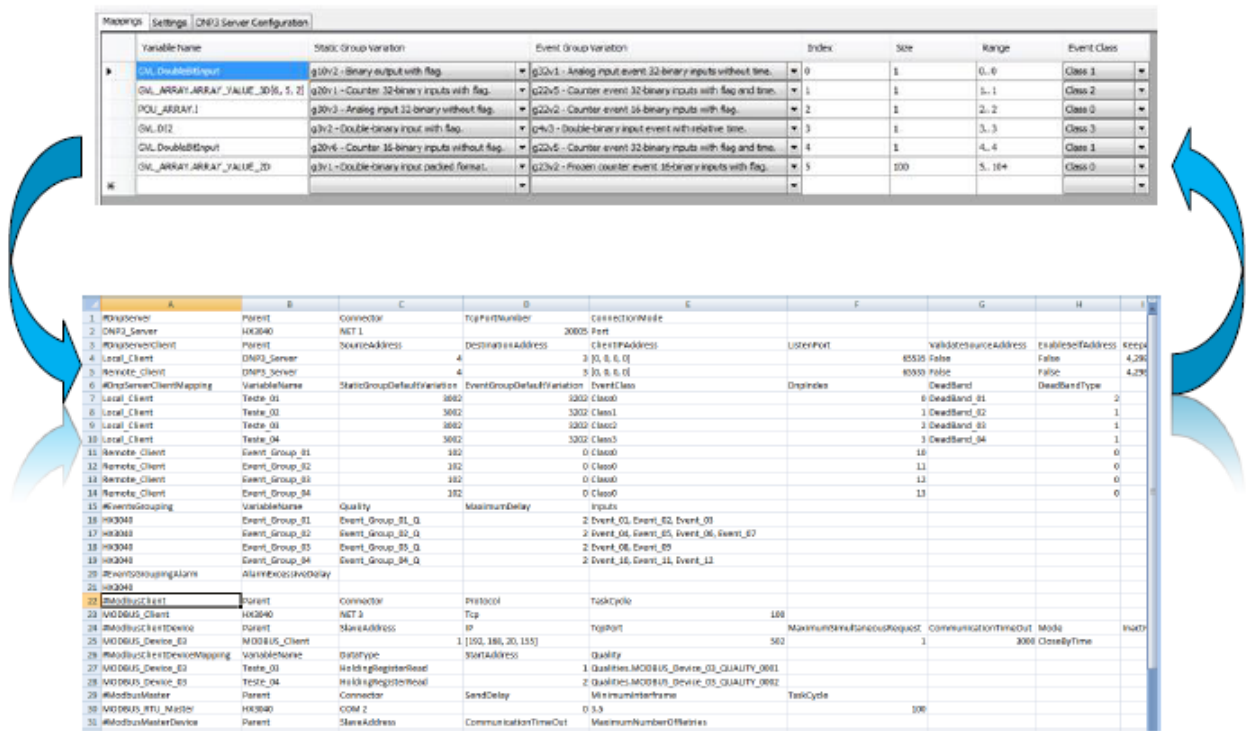 Mappings Settings DNP3 Server Configuration
Variable Name Static Group Variation Event Group Variation Index Size Range Event Class
GVL.DoubleBitInput g10v2 - Binary output with flag. g32v1 - Analog input event 32-binary inputs without time. 0 1 0..0 Class 1
GVL_ARRAY.ARRAY_VALUE_3D[6, 5, 2] g20v1 - Counter 32-binary inputs with flag. g22v5 - Counter event 32-binary inputs with flag and time. 1 1 1..1 Class 2
POU_ARRAY.I g30v3 - Analog input 32-binary without flag. g22v2 - Counter event 16-binary inputs with flag. 2 1 2..2 Class 0
GVL.DI2 g3v2 - Double-binary input with flag. g4v3 - Double-binary input event with relative time. 3 1 3..3 Class 3
GVL.DoubleBitInput g20v6 - Counter 16-binary inputs without flag. g22v5 - Counter event 32-binary inputs with flag and time. 4 1 4..4 Class 1
GVL_ARRAY.ARRAY_VALUE_2D g3v1 - Double-binary input packed format. g23v2 - Frozen counter event 16-binary inputs with flag. 5 100 5..104 Class 0
A B C D E F G H I
1 #DnpServer Parent Connector TcpPortNumber ConnectionMode
2 DNP3_Server HX3040 NET 1 20005 Port
3 #DnpServerClient Parent SourceAddress DestinationAddress ClientIPAddress ListenPort ValidateSourceAddress EnableSelfAddress KeepA
4 Local_Client DNP3_Server 4 3 [0, 0, 0, 0] 65535 False False 4,29
5 Remote_Client DNP3_Server 4 3 [0, 0, 0, 0] 65535 False False 4,29
6 #DnpServerClientMapping VariableName StaticGroupDefaultVariation EventGroupDefaultVariation EventClass DnpIndex DeadBand DeadBandType
7 Local_Client Teste_01 3002 3202 Class0 0 DeadBand_01 2
8 Local_Client Teste_02 3002 3202 Class1 1 DeadBand_02 1
9 Local_Client Teste_03 3002 3202 Class2 2 DeadBand_03 1
10 Local_Client Teste_04 3002 3202 Class3 3 DeadBand_04 1
11 Remote_Client Event_Group_01 102 0 Class0 10 0
12 Remote_Client Event_Group_02 102 0 Class0 11 0
13 Remote_Client Event_Group_03 102 0 Class0 12 0
14 Remote_Client Event_Group_04 102 0 Class0 13 0
15 #EventsGrouping VariableName Quality MaximumDelay Inputs
16 HX3040 Event_Group_01 Event_Group_01_Q 2 Event_01, Event_02, Event_03
17 HX3040 Event_Group_02 Event_Group_02_Q 2 Event_04, Event_05, Event_06, Event_07
18 HX3040 Event_Group_03 Event_Group_03_Q 2 Event_08, Event_09
19 HX3040 Event_Group_04 Event_Group_04_Q 2 Event_10, Event_11, Event_12
20 #EventsGroupingAlarm AlarmExcessiveDelay
21 HX3040
22 #ModbusClient Parent Connector Protocol TaskCycle
23 MODBUS_Client HX3040 NET 3 Tcp 100
24 #ModbusClientDevice Parent SlaveAddress IP TcpPort MaximumSimultaneousRequest CommunicationTimeOut Mode Inacti
25 MODBUS_Device_03 MODBUS_Client 1 [192, 168, 20, 155] 502 1 3000 CloseByTime
26 #ModbusClientDeviceMapping VariableName DataType StartAddress Quality
27 MODBUS_Device_03 Teste_03 HoldingRegisterRead 1 Qualities.MODBUS_Device_03_QUALITY_0001
28 MODBUS_Device_03 Teste_04 HoldingRegisterRead 2 Qualities.MODBUS_Device_03_QUALITY_0002
29 #ModbusMaster Parent Connector SendDelay MinimumInterframe TaskCycle
30 MODBUS_RTU_Master HX3040 COM 2 0 3.5 100
31 #ModbusMasterDevice Parent SlaveAddress CommunicationTimeOut MaximumNumberOfRetries